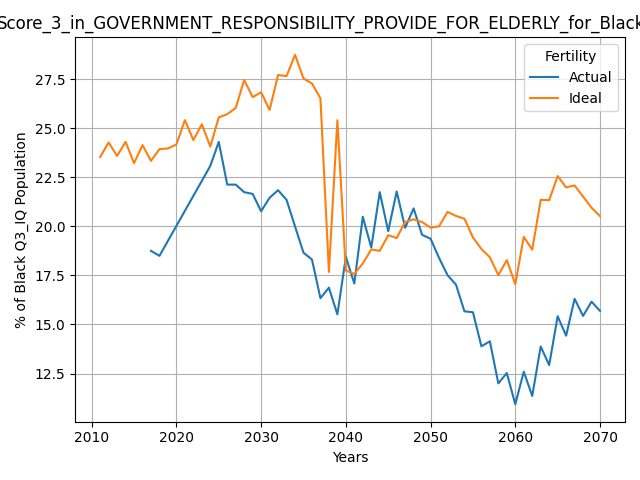 Score_3_in_GOVERNMENT_RESPONSIBILITY_PROVIDE_FOR_ELDERLY_for_Black
Fertility
Actual
Ideal
27.5
25.0
22.5
20.0
17.5
15.0
12.5
% of Black Q3_IQ Population
2010 2020 2030 2040 2050 2060 2070
Years